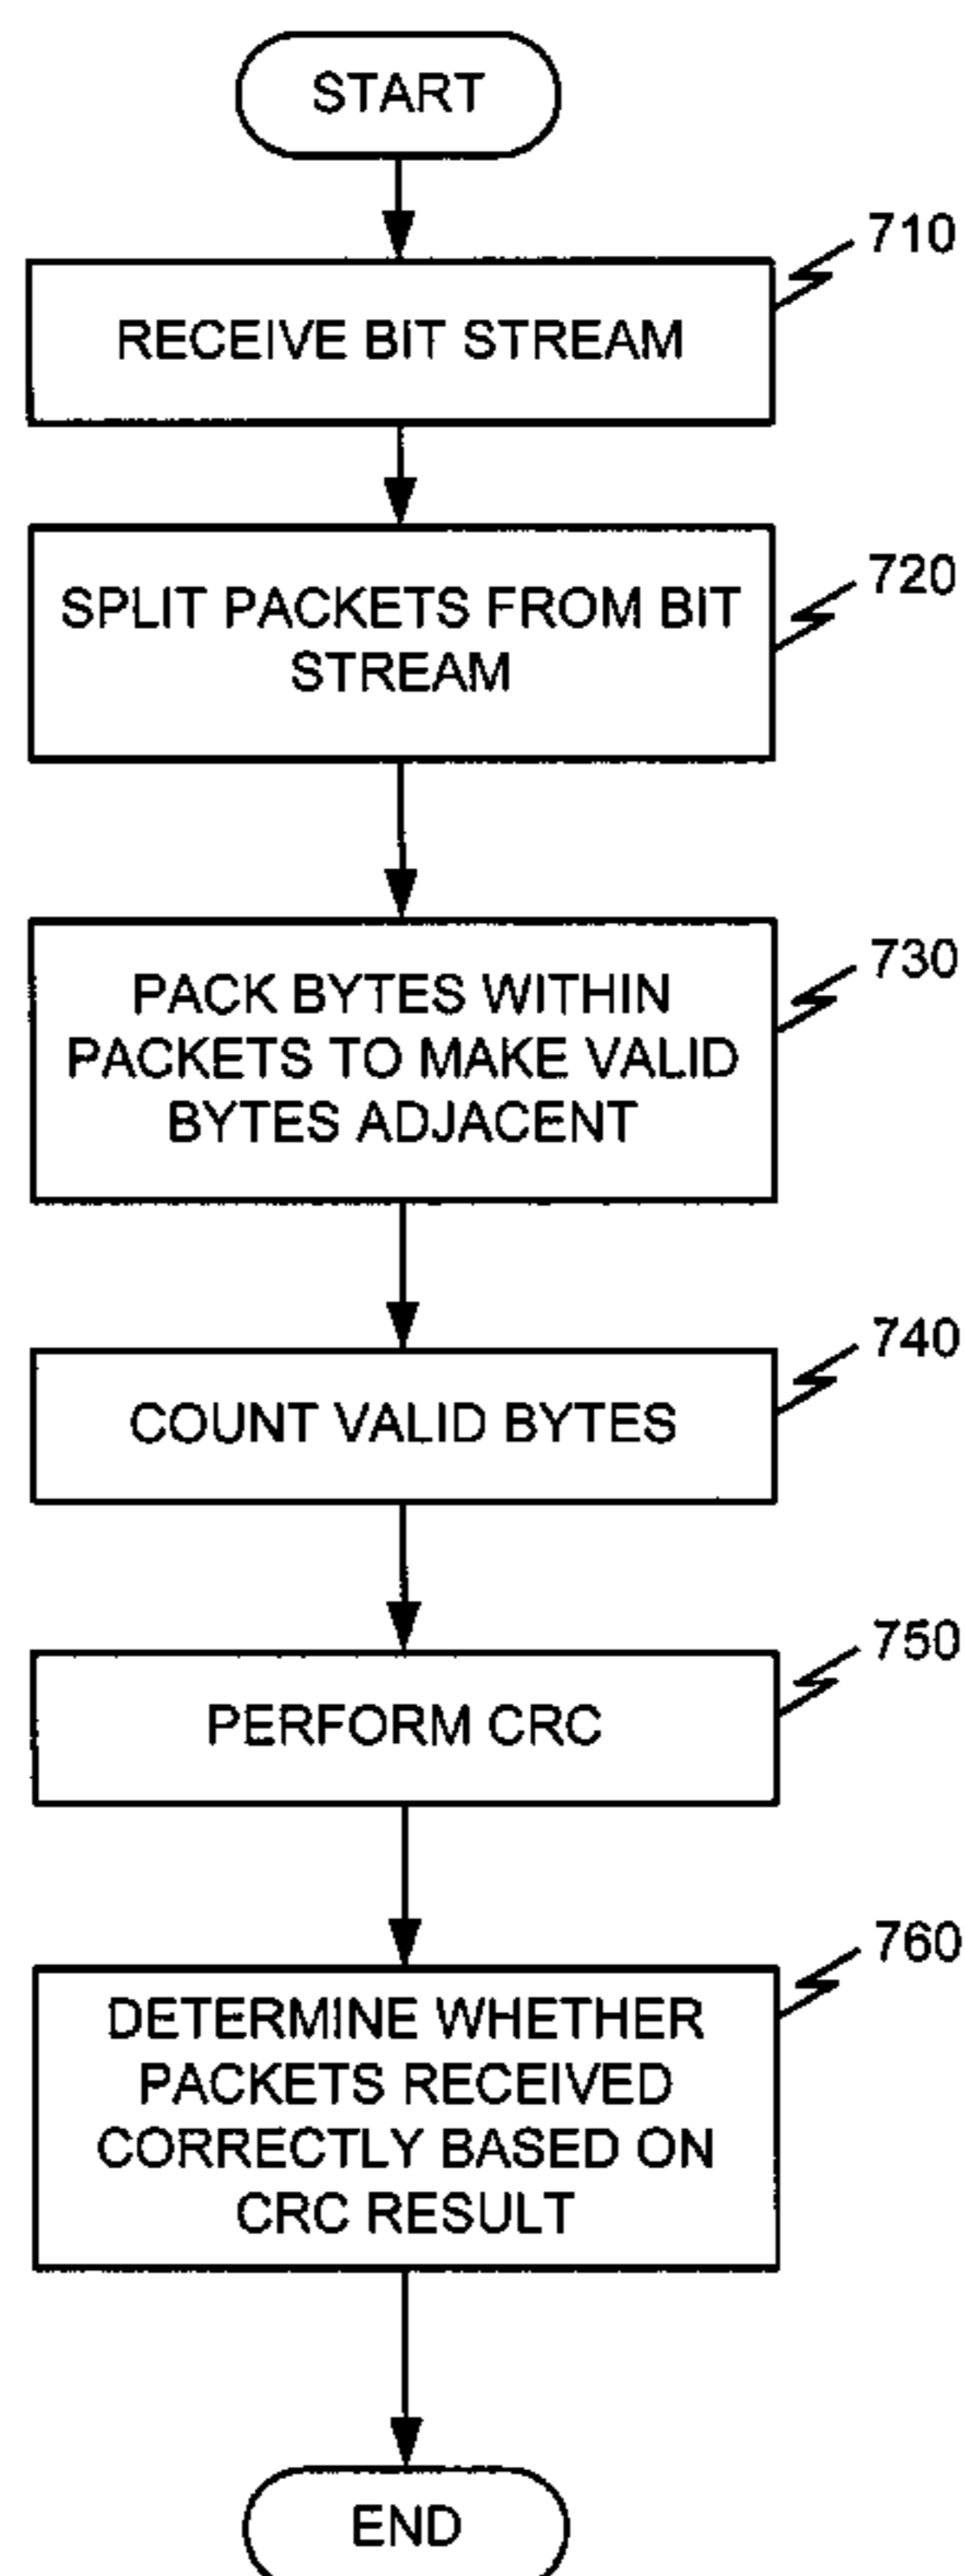 START
710
RECEIVE BIT STREAM
720
SPLIT PACKETS FROM BIT
STREAM
730
PACK BYTES WITHIN
PACKETS TO MAKE VALID
BYTES ADJACENT
740
COUNT VALID BYTES
750
PERFORM CRC
760
DETERMINE WHETHER
PACKETS RECEIVED
CORRECTLY BASED ON
CRC RESULT
END